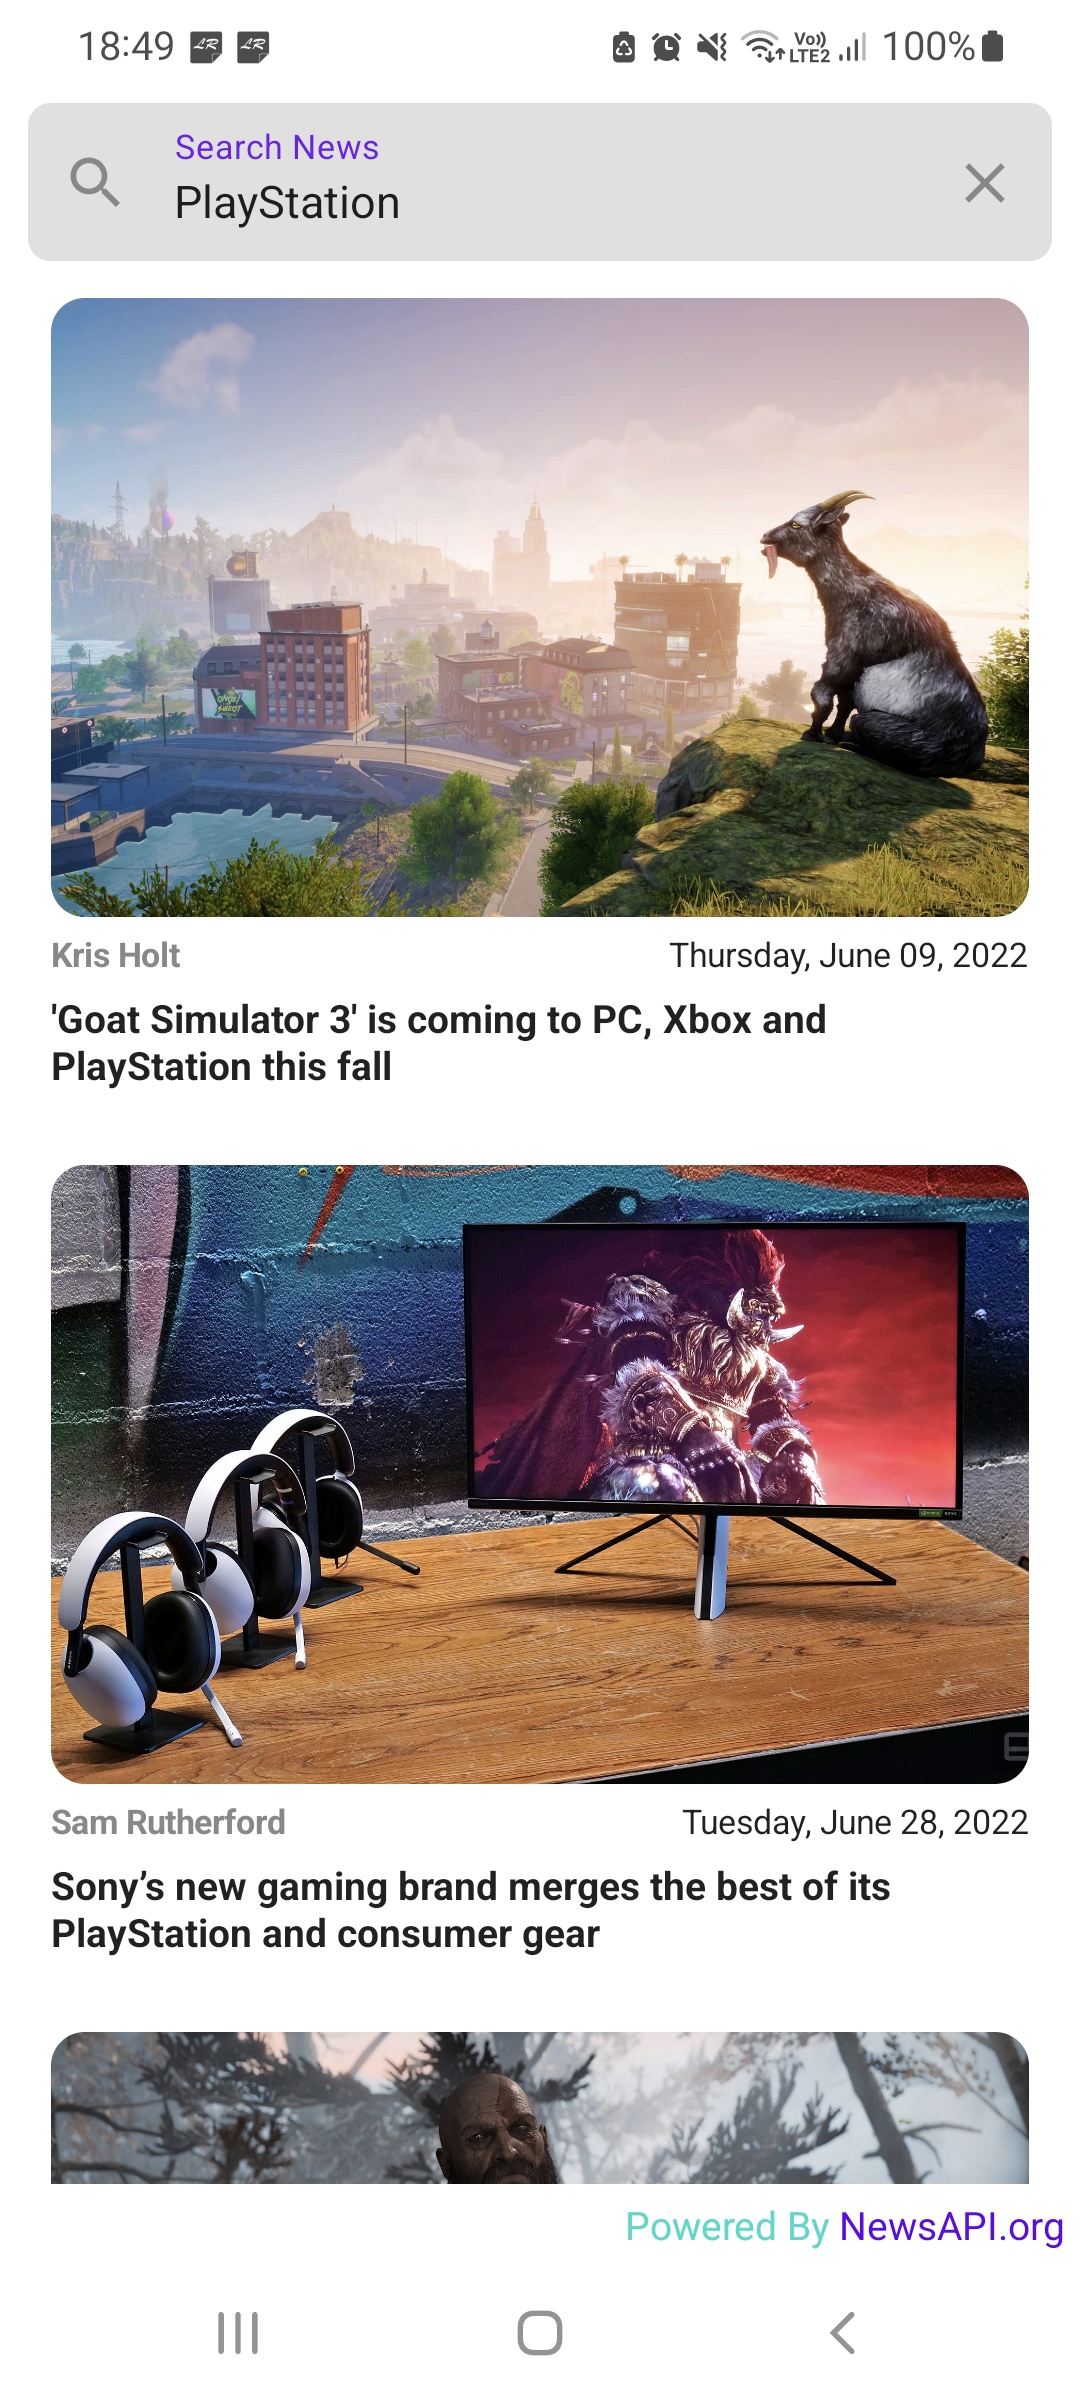 18:49
LR LR
Vo))
LTE2
100%
Search News
PlayStation
Kris Holt
Thursday, June 09, 2022
'Goat Simulator 3' is coming to PC, Xbox and
PlayStation this fall
Sam Rutherford
Tuesday, June 28, 2022
Sony’s new gaming brand merges the best of its
PlayStation and consumer gear
Powered By NewsAPI.org